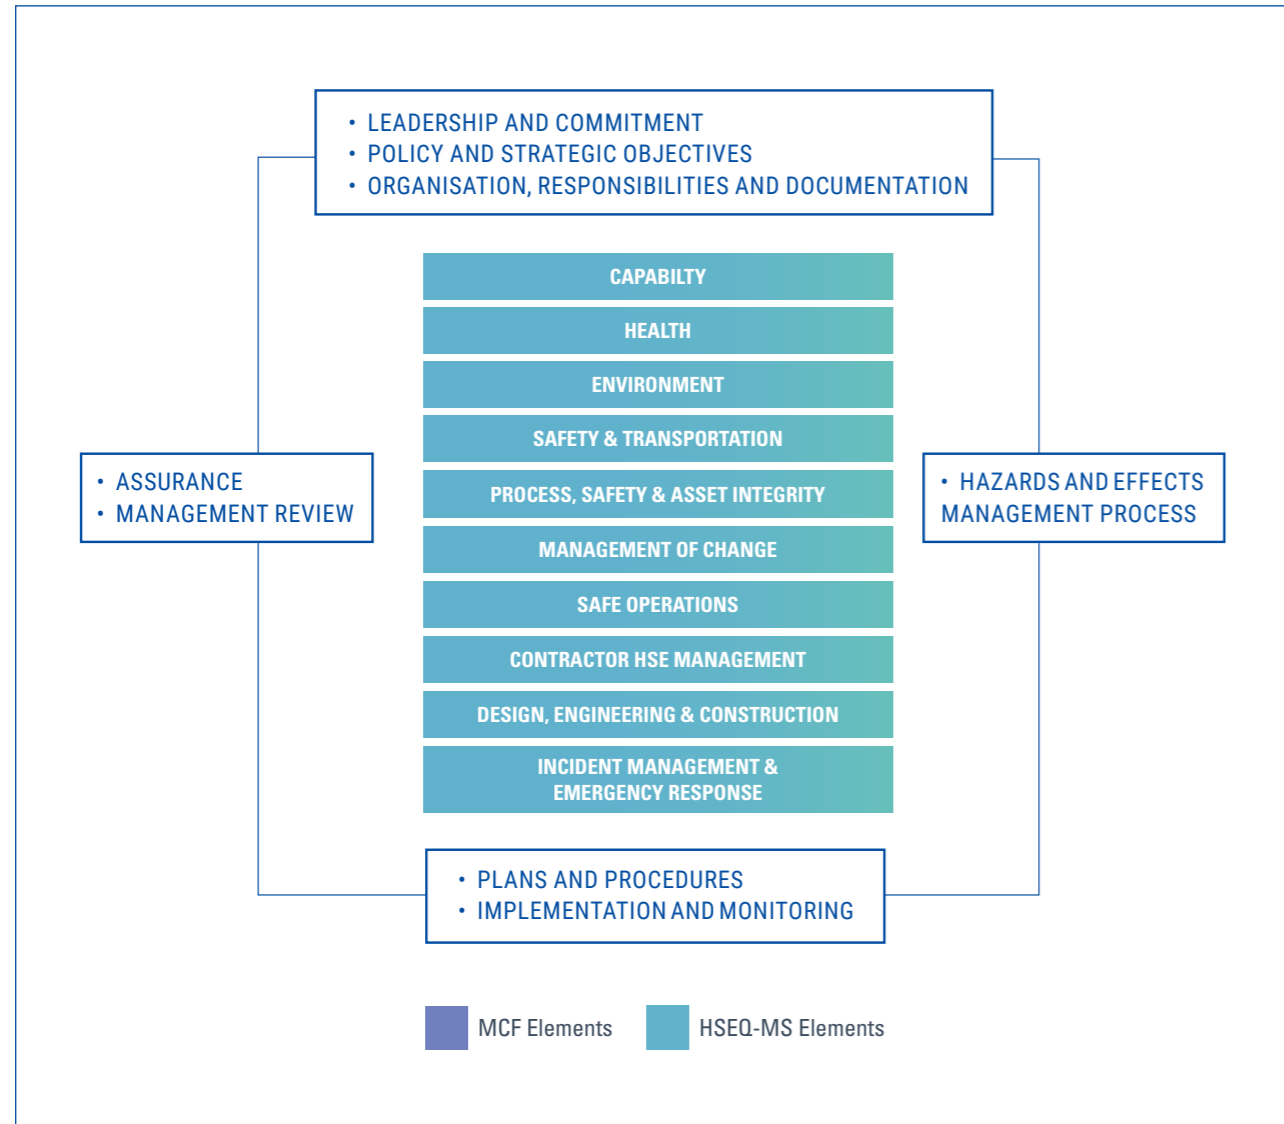 • LEADERSHIP AND COMMITMENT
• POLICY AND STRATEGIC OBJECTIVES
• ORGANISATION, RESPONSIBILITIES AND DOCUMENTATION
CAPABILTY
HEALTH
ENVIRONMENT
SAFETY & TRANSPORTATION
PROCESS, SAFETY & ASSET INTEGRITY
MANAGEMENT OF CHANGE
SAFE OPERATIONS
CONTRACTOR HSE MANAGEMENT
DESIGN, ENGINEERING & CONSTRUCTION
INCIDENT MANAGEMENT &
EMERGENCY RESPONSE
• ASSURANCE
• MANAGEMENT REVIEW
• HAZARDS AND EFFECTS
MANAGEMENT PROCESS
• PLANS AND PROCEDURES
• IMPLEMENTATION AND MONITORING
MCF Elements
HSEQ-MS Elements